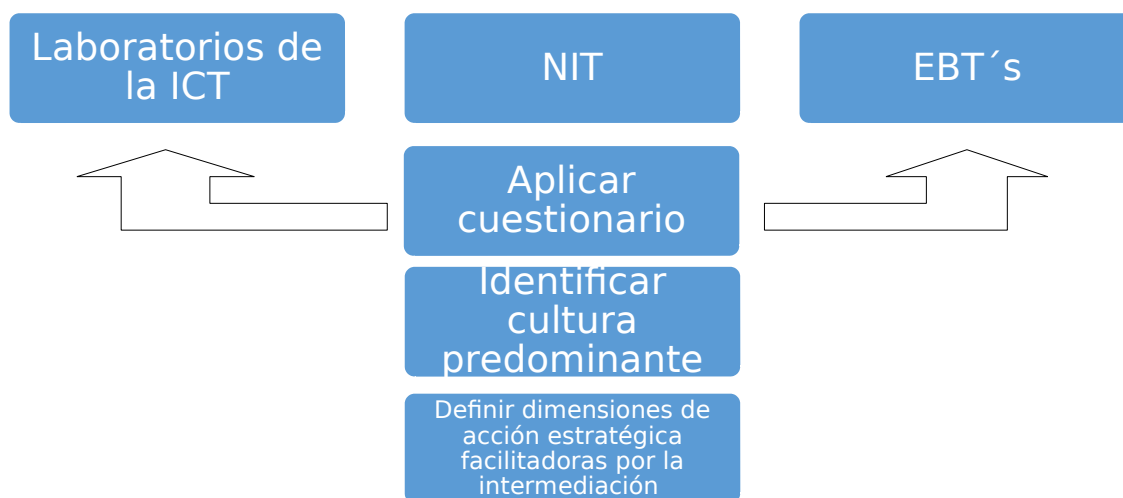 Laboratorios de
la ICT
NIT
EBT´s
Aplicar
cuestionario
Identificar
cultura
predominante
Definir dimensiones de
acción estratégica
facilitadoras por la
intermediación